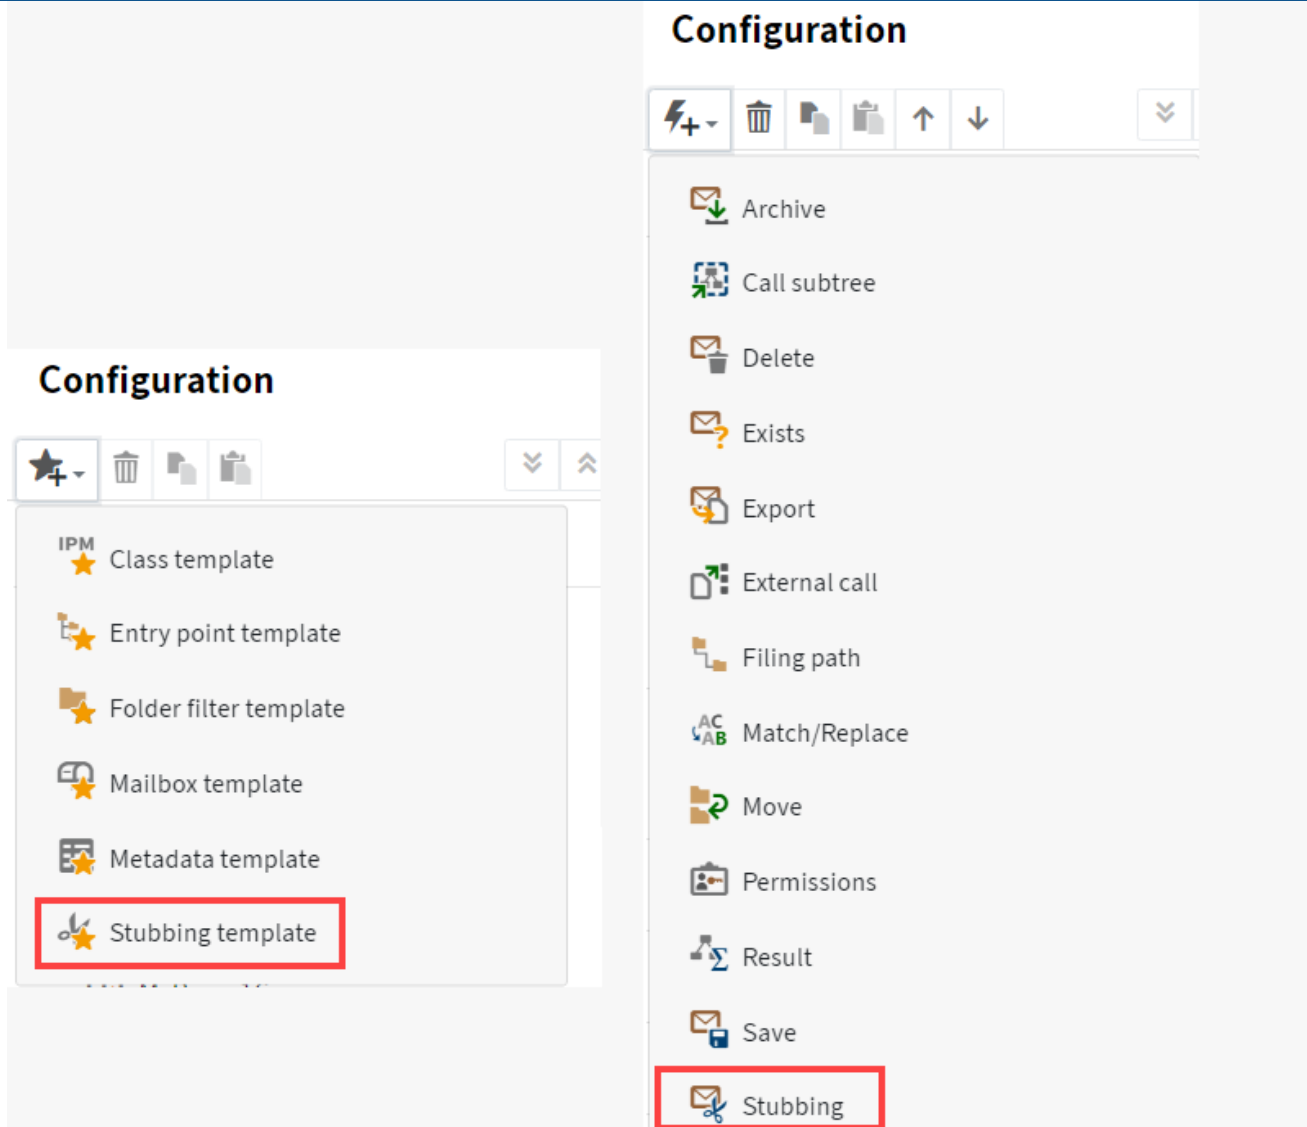 Configuration
Class template
Entry point template
Folder filter template
Mailbox template
Metadata template
Stubbing template
Configuration
Archive
Call subtree
Delete
Exists
Export
External call
Filing path
Match/Replace
Move
Permissions
Result
Save
Stubbing